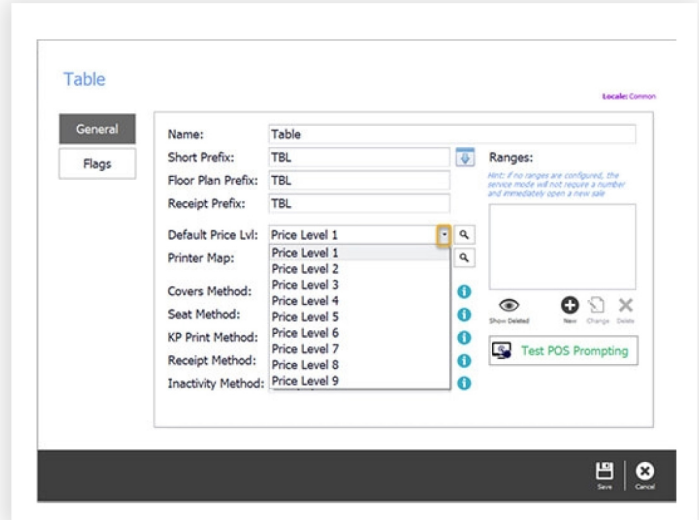 Table
Locale: Common
General
Flags
Name: Table
Short Prefix: TBL
Floor Plan Prefix: TBL
Receipt Prefix: TBL
Default Price Lvl: Price Level 1
Printer Map:
Price Level 1
Price Level 2
Price Level 3
Price Level 4
Price Level 5
Price Level 6
Price Level 7
Price Level 8
Price Level 9
Covers Method:
Seat Method:
KP Print Method:
Receipt Method:
Inactivity Method:
Ranges:
Hint: if no ranges are configured, the
service mode will not require a number
and immediately open a new sale
Show Deleted
New Change Delete
Test POS Prompting
Save Cancel